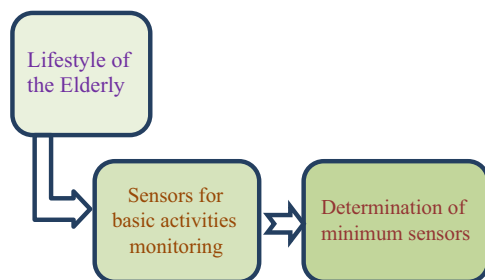 Lifestyle of
the Elderly
Sensors for
basic activities
monitoring
Determination of
minimum sensors